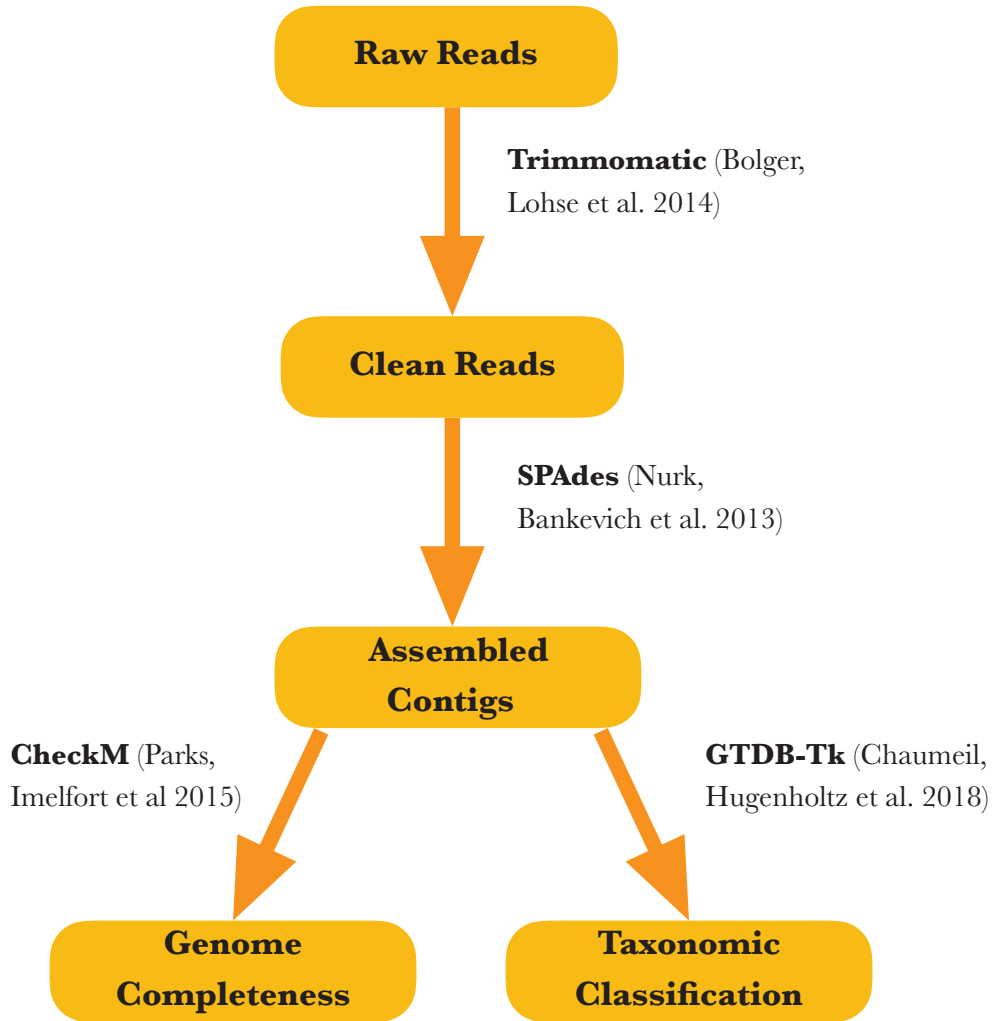 Raw Reads
Trimmomatic (Bolger,
Lohse et al. 2014)
Clean Reads
SPAdes (Nurk,
Bankevich et al. 2013)
Assembled
Contigs
CheckM (Parks,
Imelfort et al 2015)
GTDB-Tk (Chaumeil,
Hugenholtz et al. 2018)
Genome
Completeness
Taxonomic
Classification